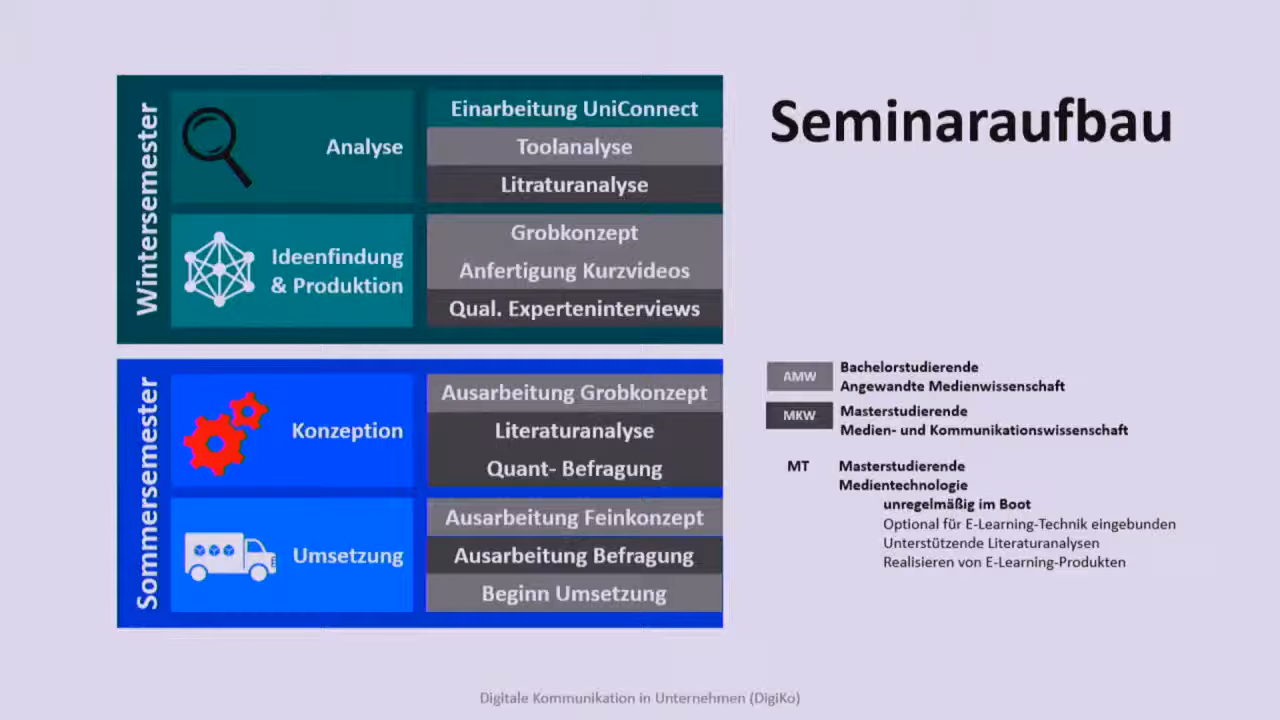 Seminaraufbau
Wintersemester
Analyse
Einarbeitung UniConnect
Toolanalyse
Litraturanalyse
Ideenfindung
& Produktion
Grobkonzept
Anfertigung Kurzvideos
Qual. Experteninterviews
Sommersemester
Konzeption
Ausarbeitung Grobkonzept
Literaturanalyse
Quant- Befragung
Umsetzung
Ausarbeitung Feinkonzept
Ausarbeitung Befragung
Beginn Umsetzung
AMW
Bachelorstudierende
Angewandte Medienwissenschaft
MKW
Masterstudierende
Medien- und Kommunikationswissenschaft
MT
Masterstudierende
Medientechnologie
unregelmäßig im Boot
Optional für E-Learning-Technik eingebunden
Unterstützende Literaturanalysen
Realisieren von E-Learning-Produkten
Digitale Kommunikation in Unternehmen (DigiKo)